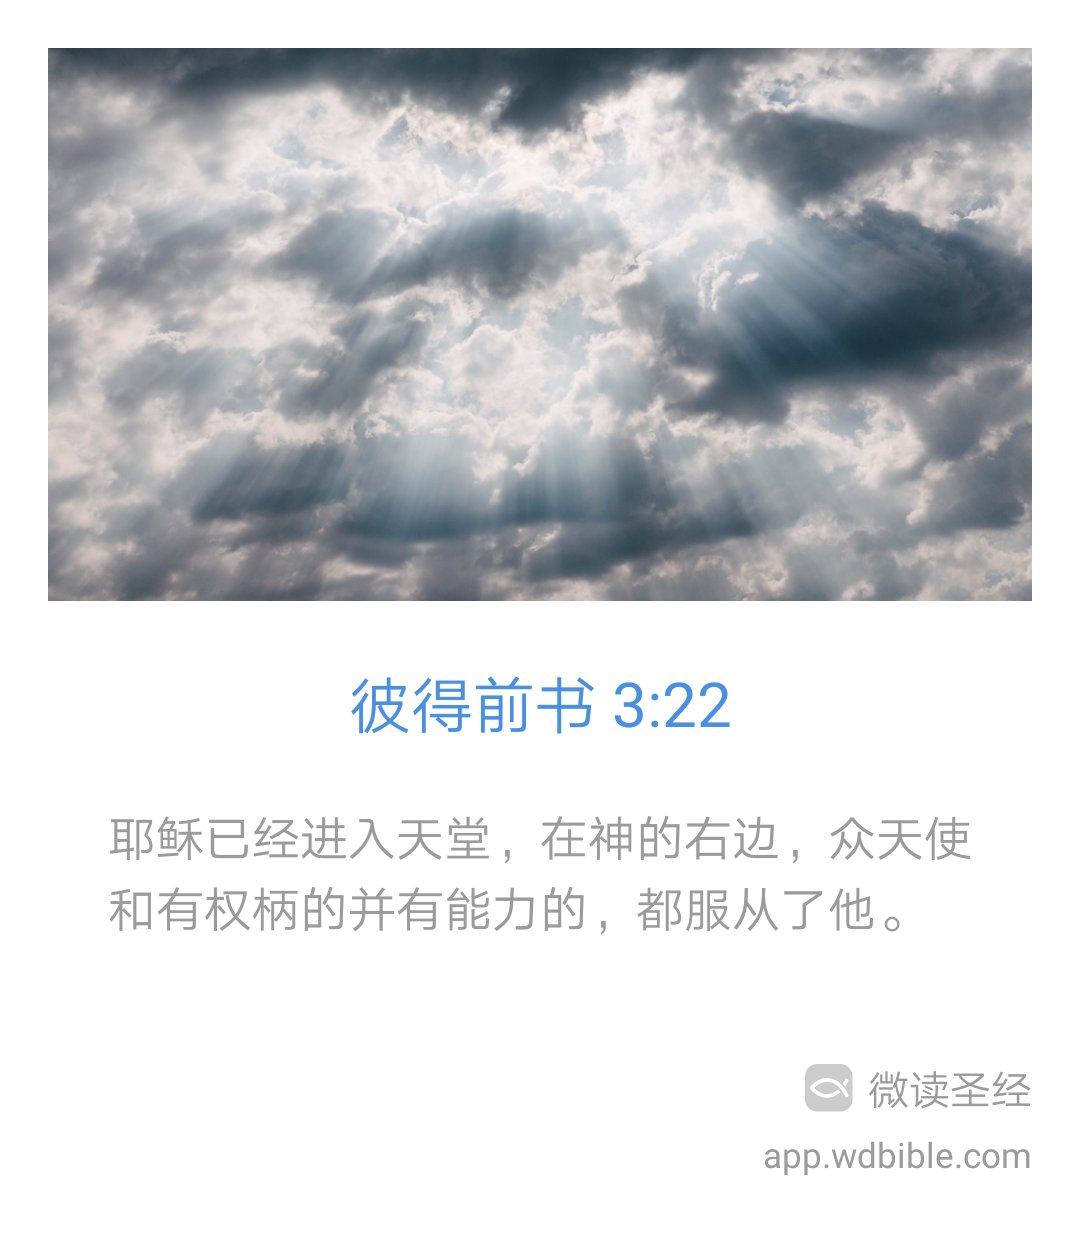 彼得前书 3:22
耶稣已经进入天堂，在神的右边，众天使
和有权柄的并有能力的，都服从了他。
微读圣经
app.wdbible.com